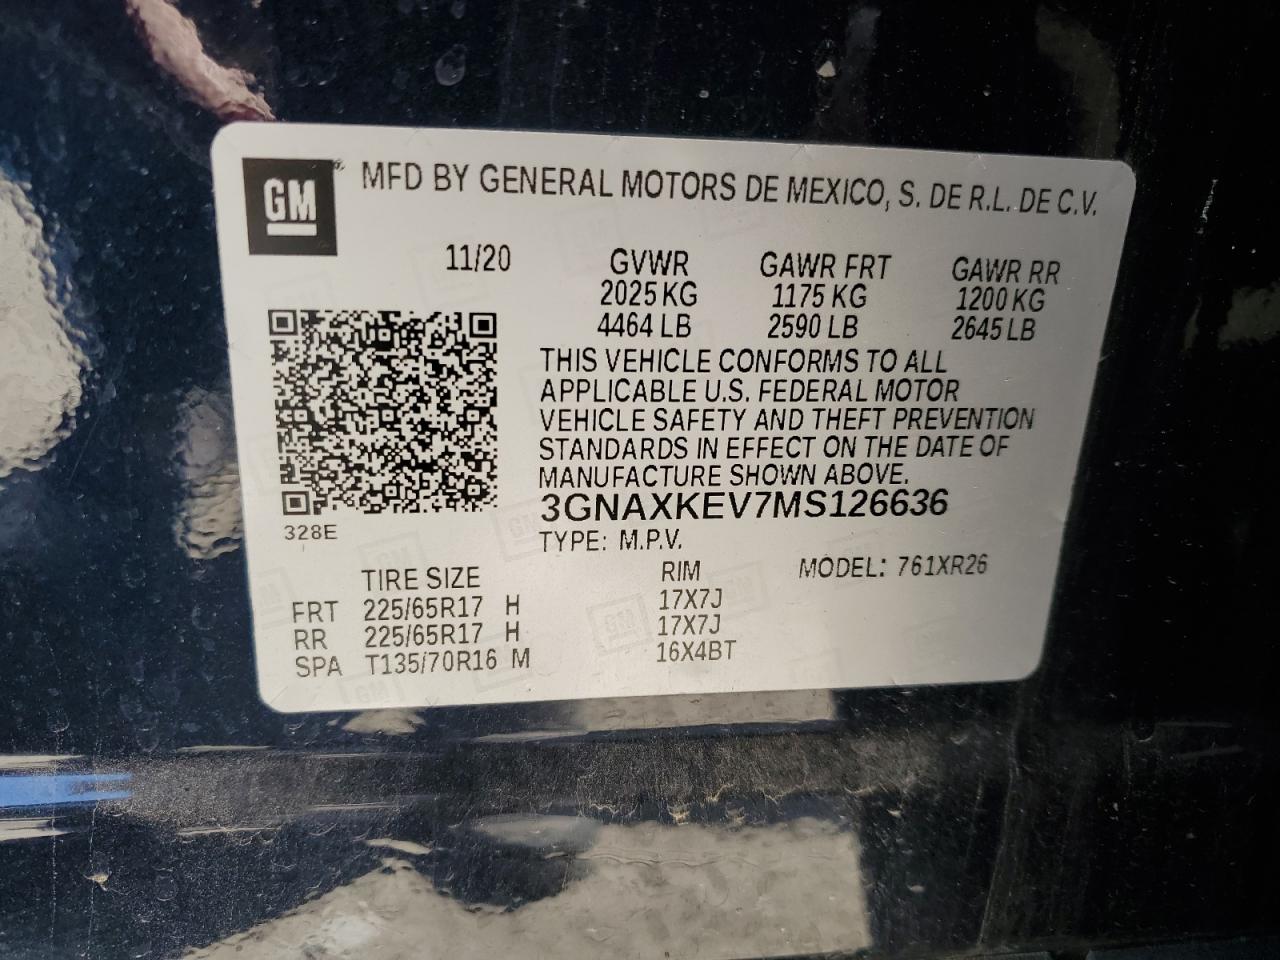 GM
MFD BY GENERAL MOTORS DE MEXICO, S. DE R.L. DE C.V.
11/20 GVWR GAWR FRT GAWR RR
2025 KG 1175 KG 1200 KG
4464 LB 2590 LB 2645 LB
THIS VEHICLE CONFORMS TO ALL
APPLICABLE U.S. FEDERAL MOTOR
VEHICLE SAFETY AND THEFT PREVENTION
STANDARDS IN EFFECT ON THE DATE OF
MANUFACTURE SHOWN ABOVE.
3GNAXKEV7MS126636
328E
TYPE: M.P.V.
TIRE SIZE RIM MODEL: 761XR26
FRT 225/65R17 H 17X7J
RR 225/65R17 H 17X7J
SPA T135/70R16 M 16X4BT